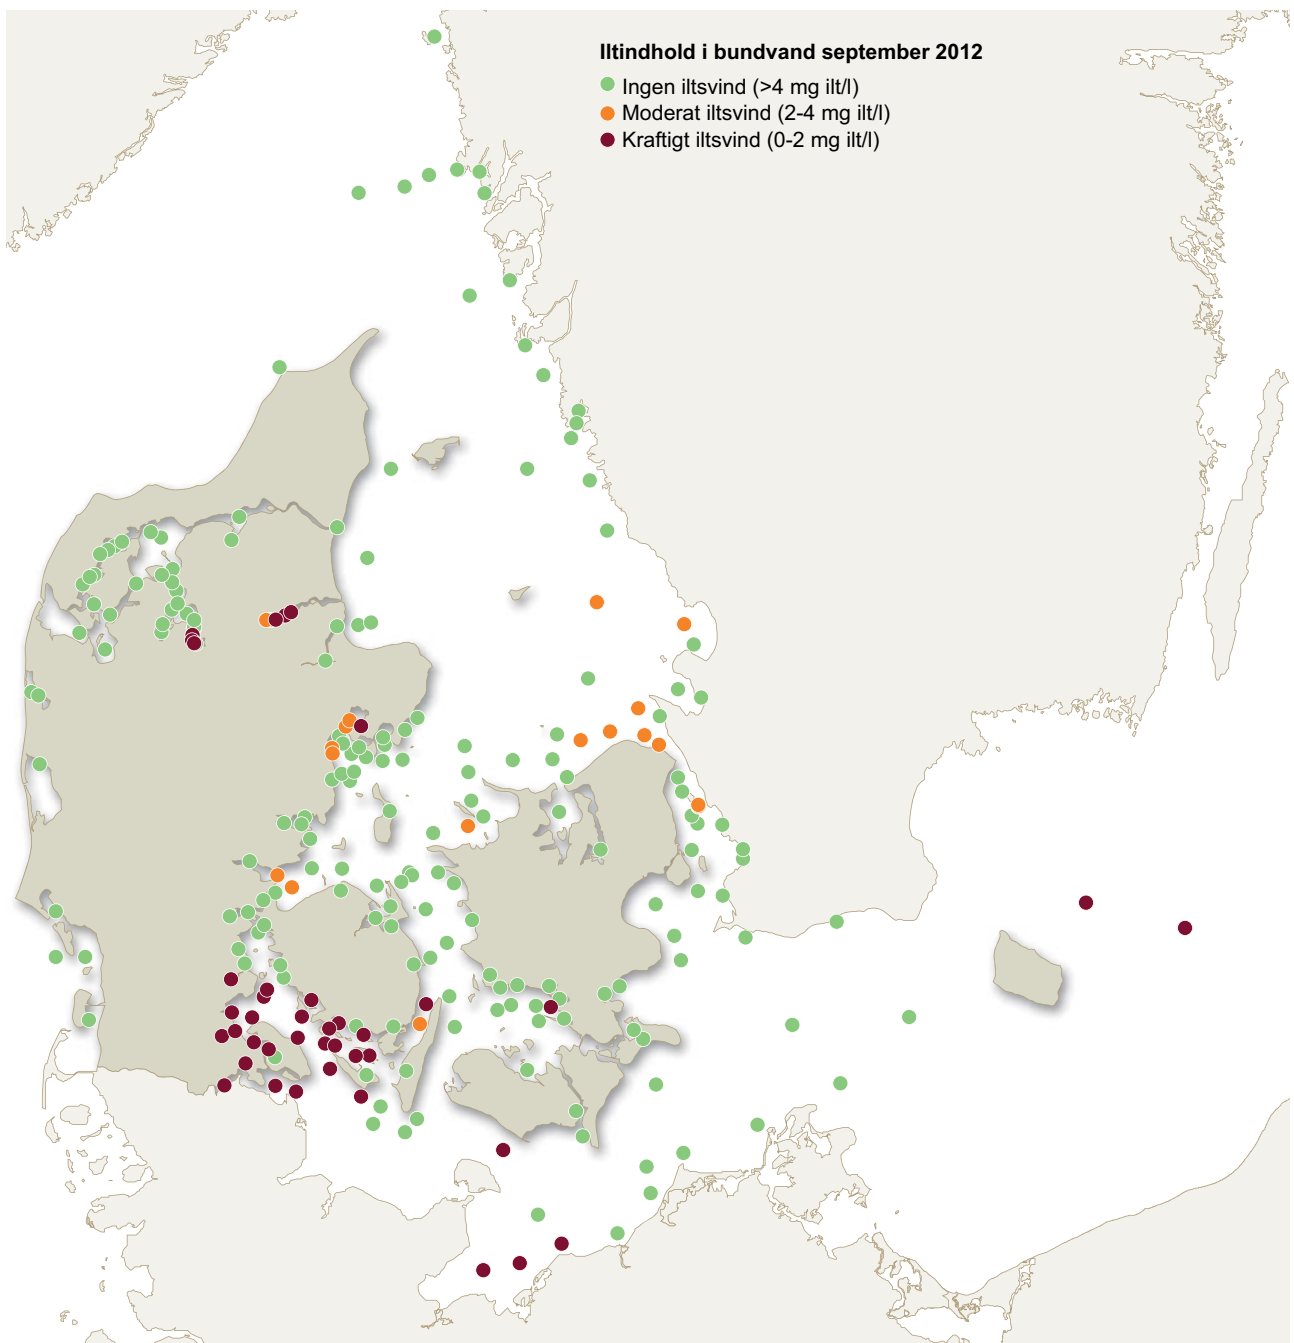 Iltindhold i bundvand september 2012
Ingen iltsvind (>4 mg ilt/l)
Moderat iltsvind (2-4 mg ilt/l)
Kraftigt iltsvind (0-2 mg ilt/l)